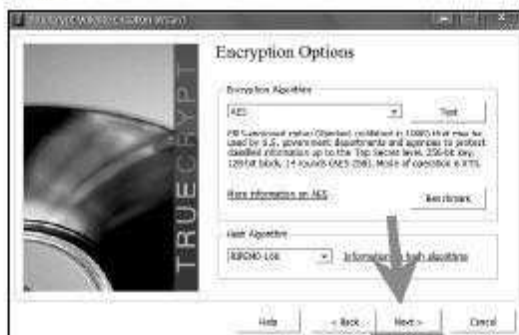 TrueCrypt Volume Creation Wizard
TRUECRYPT
Encryption Options
Encryption Algorithm
AES
Test
FIPS-approved cipher (Rijndael, published in 1998) that may be
used by U.S. government departments and agencies to protect
classified information up to the Top Secret level. 256-bit key,
128-bit block, 14 rounds (AES-256). Mode of operation is XTS.
More information on AES
Benchmark
Hash Algorithm
RIPEMD-160
Information hash algorithms
Help
< Back
Next >
Cancel